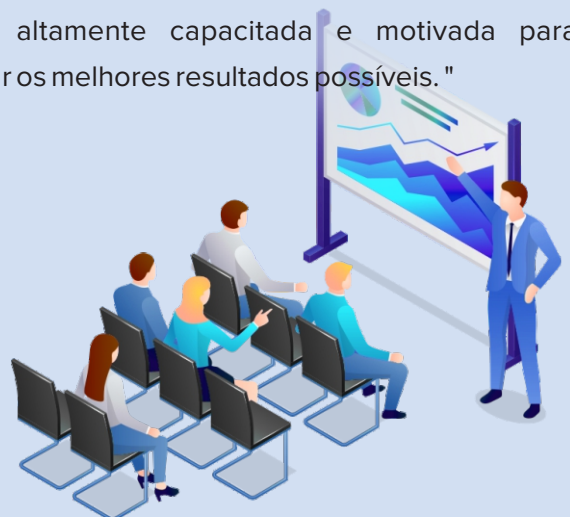 altamente capacitada e motivada para
r os melhores resultados possíveis. "